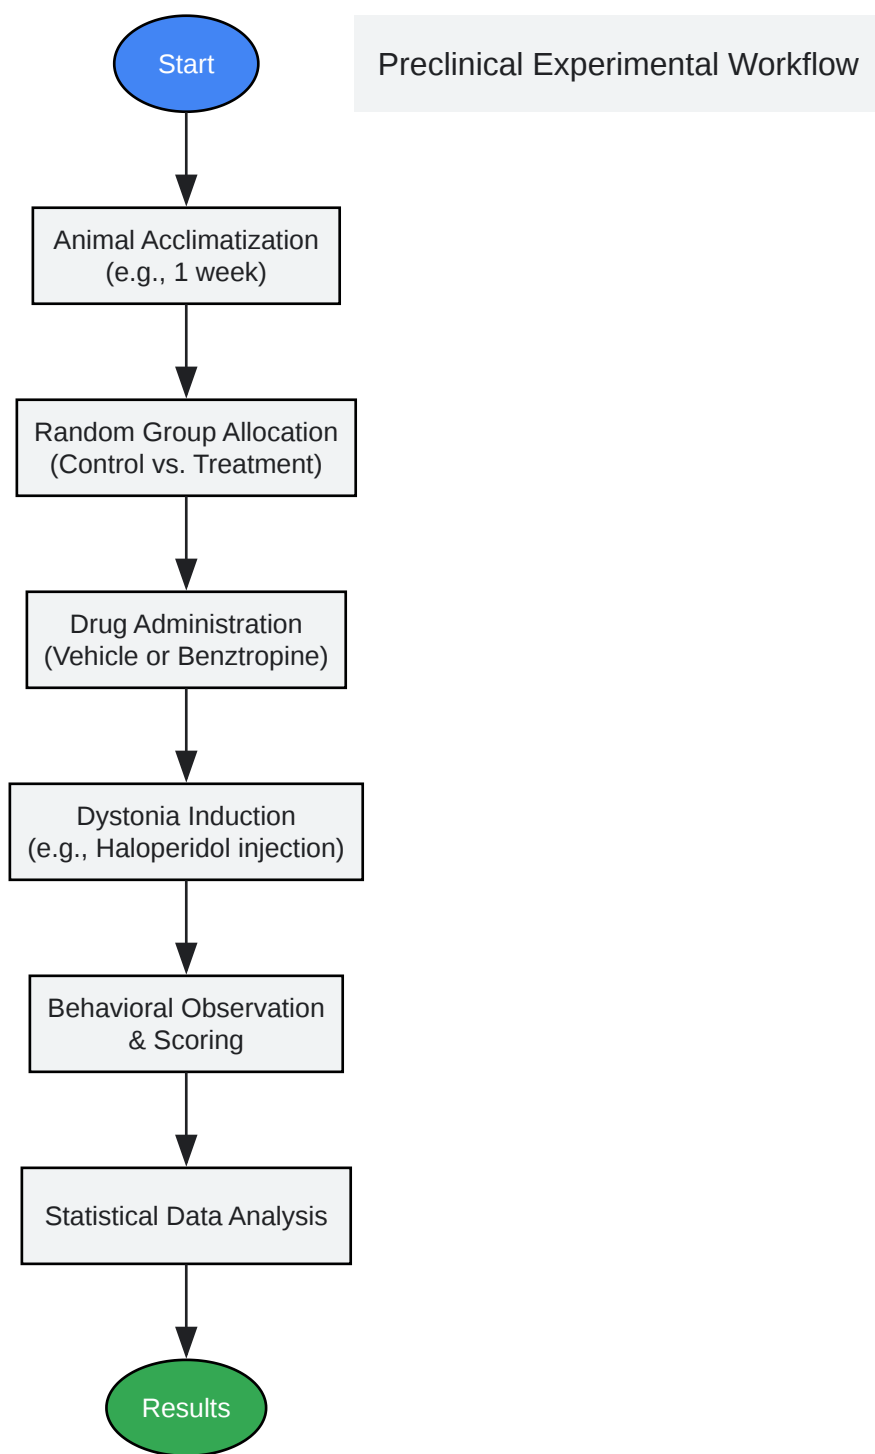 Start
Preclinical Experimental Workflow
Animal Acclimatization
(e.g., 1 week)
Random Group Allocation
(Control vs. Treatment)
Drug Administration
(Vehicle or Benztropine)
Dystonia Induction
(e.g., Haloperidol injection)
Behavioral Observation
& Scoring
Statistical Data Analysis
Results